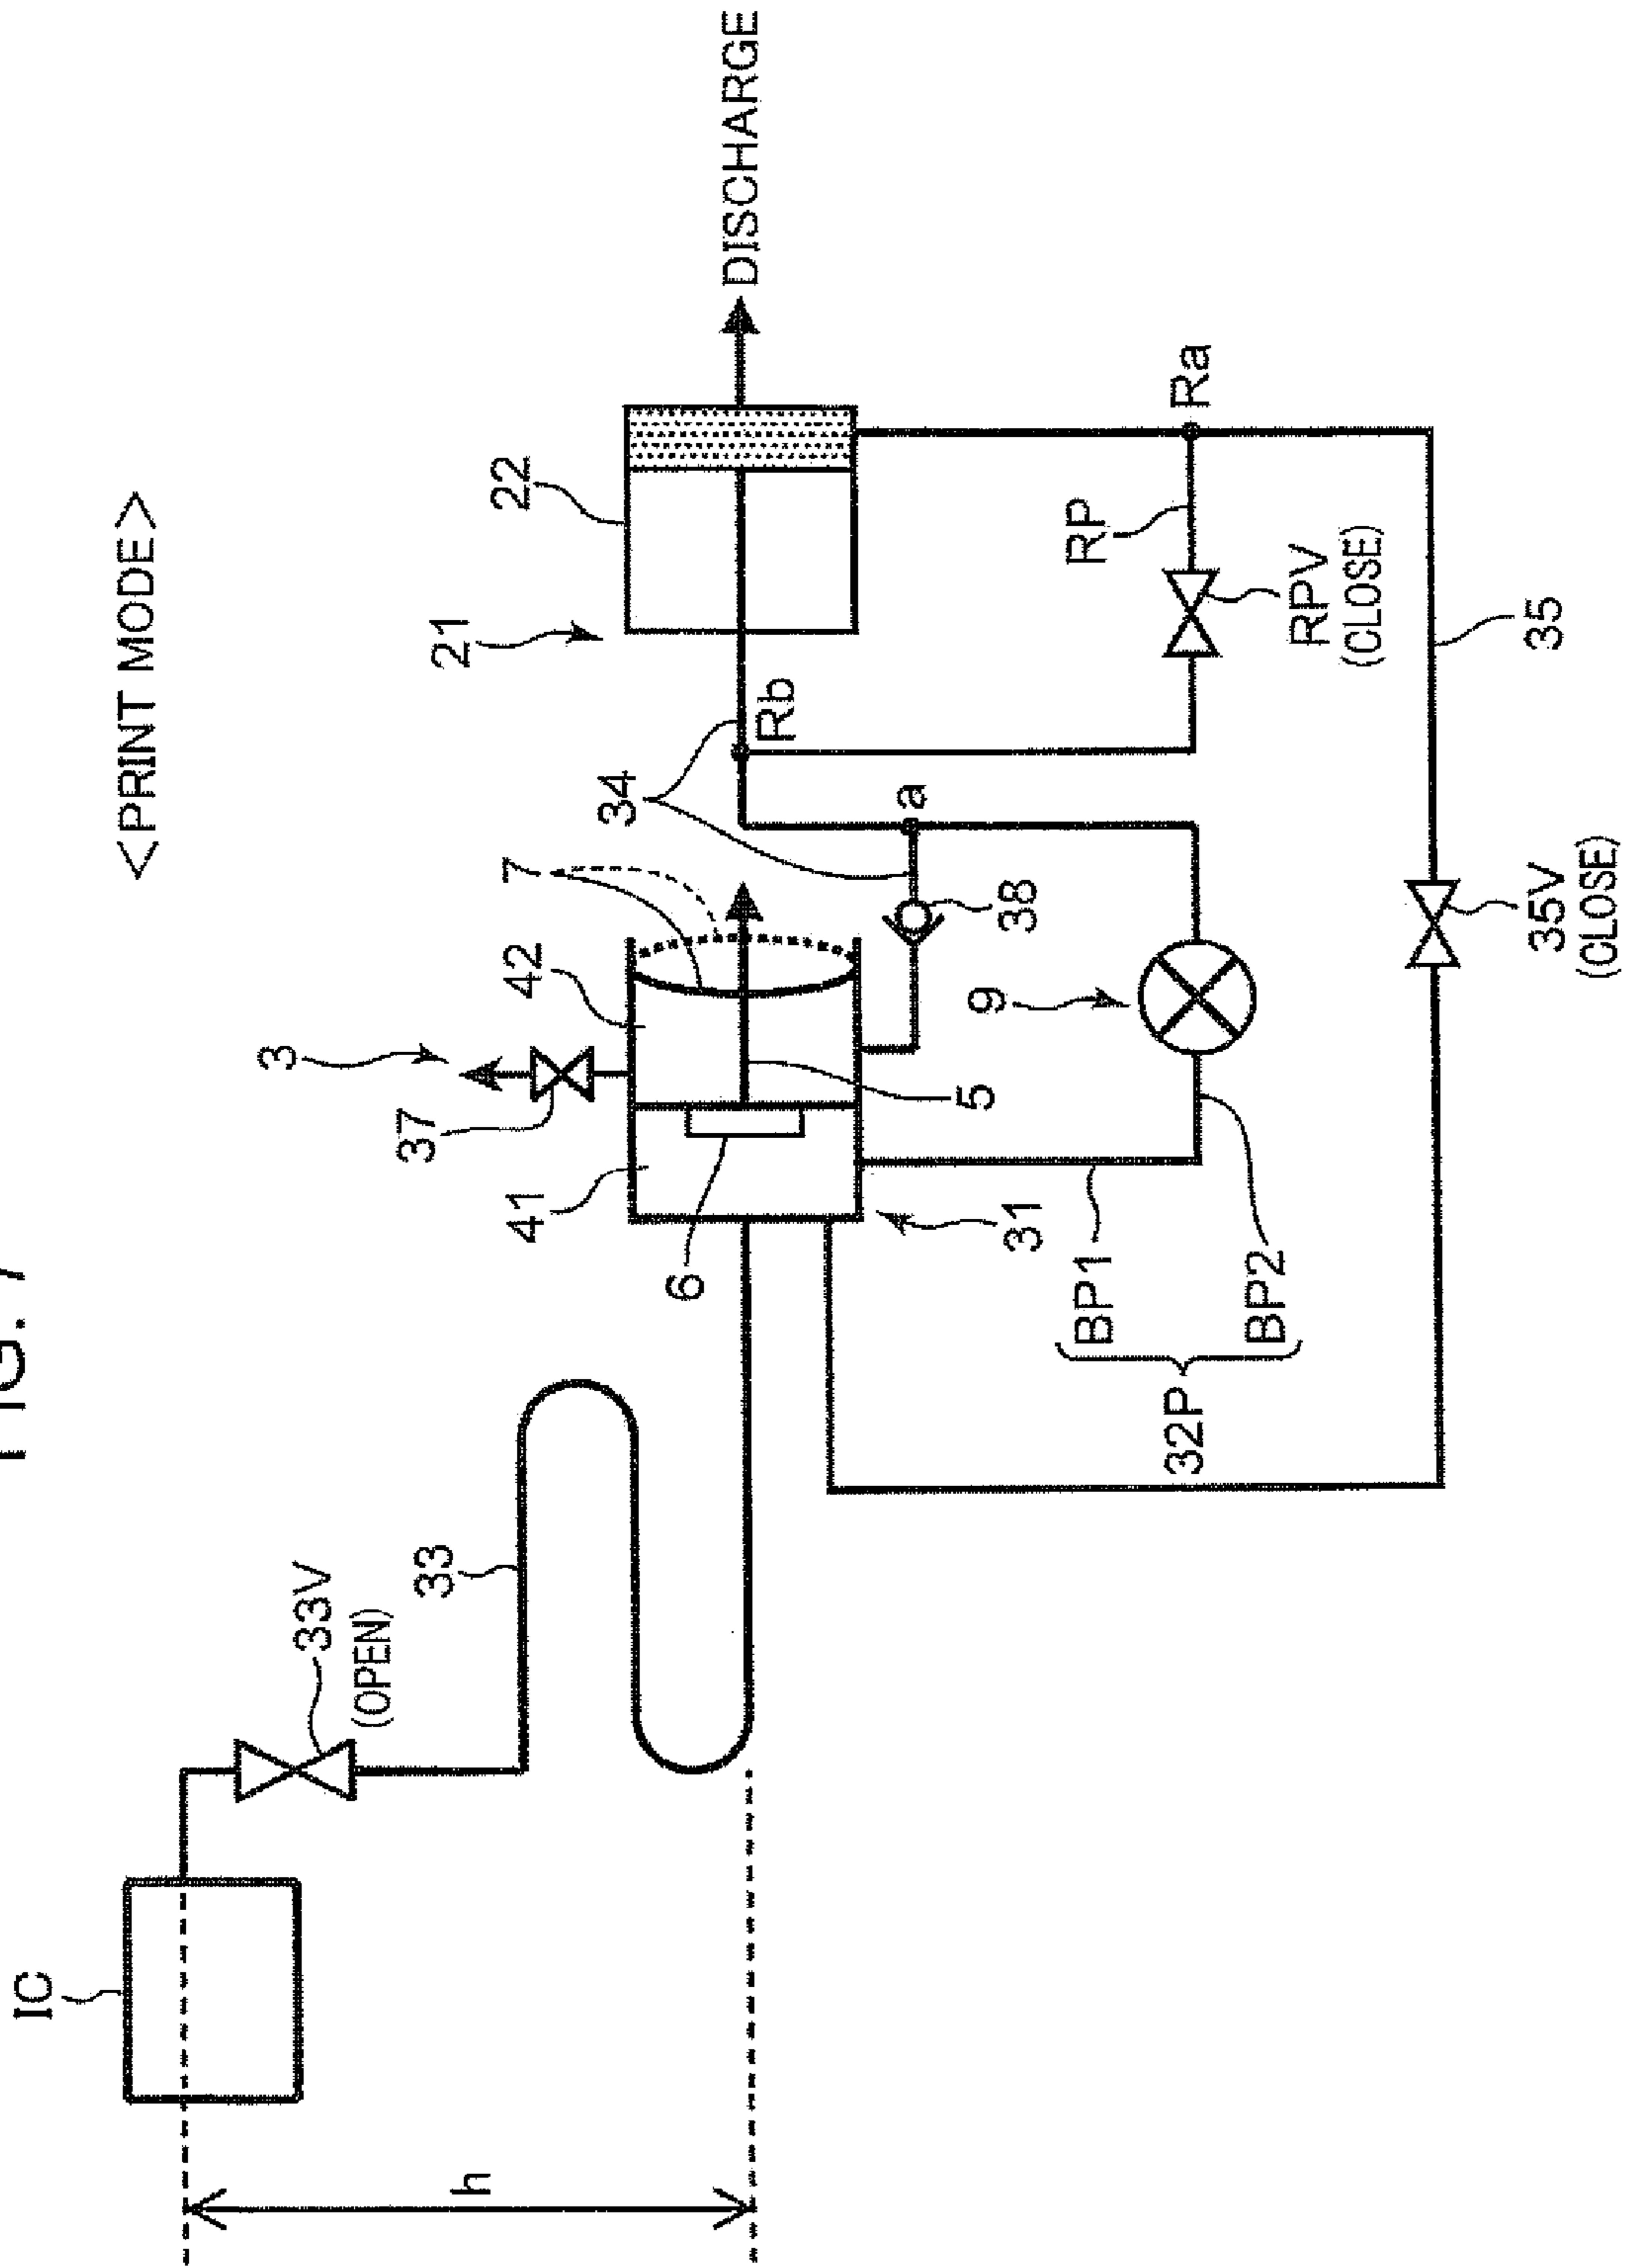 FIG. 7
<PRINT MODE>
IC
33V
(OPEN)
33
h
3
37
41
42
7
34
21
22
Rb
DISCHARGE
6
5
38
a
31
9
BP1
BP2
32P
RP
Ra
RPV
(CLOSE)
35
35V
(CLOSE)